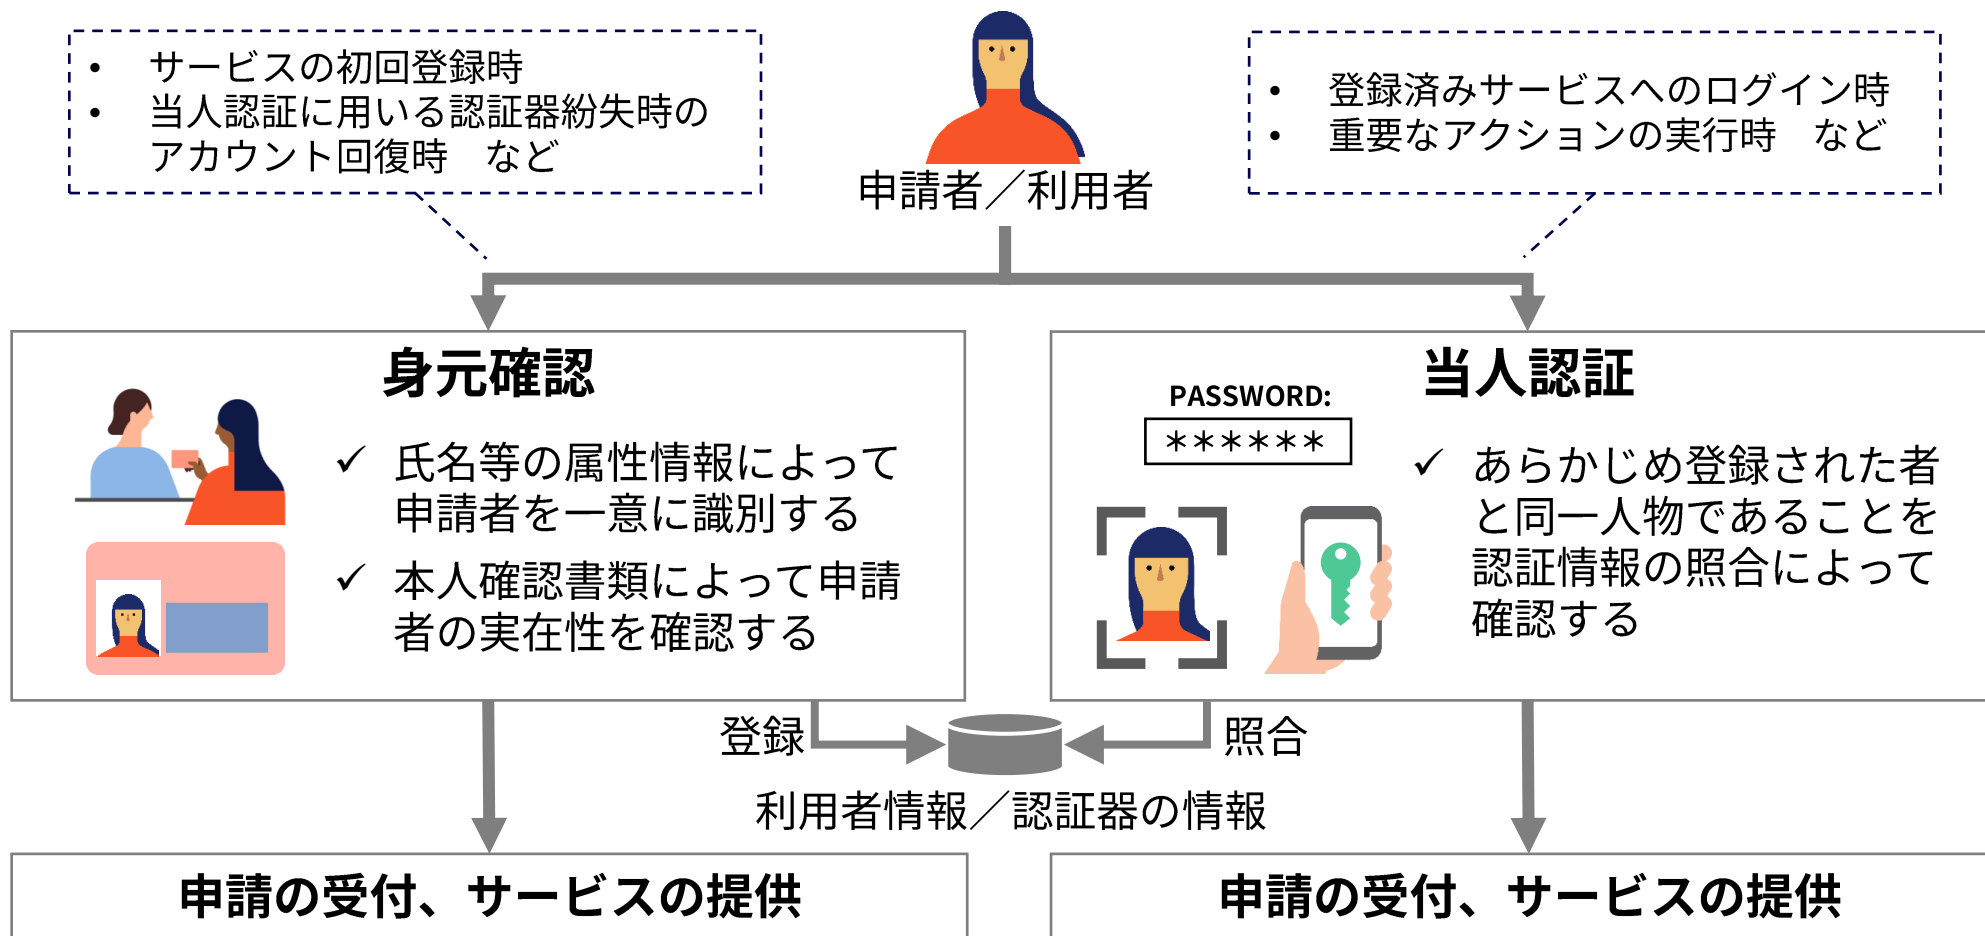 • サービスの初回登録時
• 当人認証に用いる認証器紛失時の
アカウント回復時　など
申請者／利用者
• 登録済みサービスへのログイン時
• 重要なアクションの実行時　など
身元確認
✓ 氏名等の属性情報によって
申請者を一意に識別する
✓ 本人確認書類によって申請
者の実在性を確認する
当人認証
PASSWORD:
＊＊＊＊＊＊
✓ あらかじめ登録された者
と同一人物であることを
認証情報の照合によって
確認する
登録
照合
利用者情報／認証器の情報
申請の受付、サービスの提供
申請の受付、サービスの提供